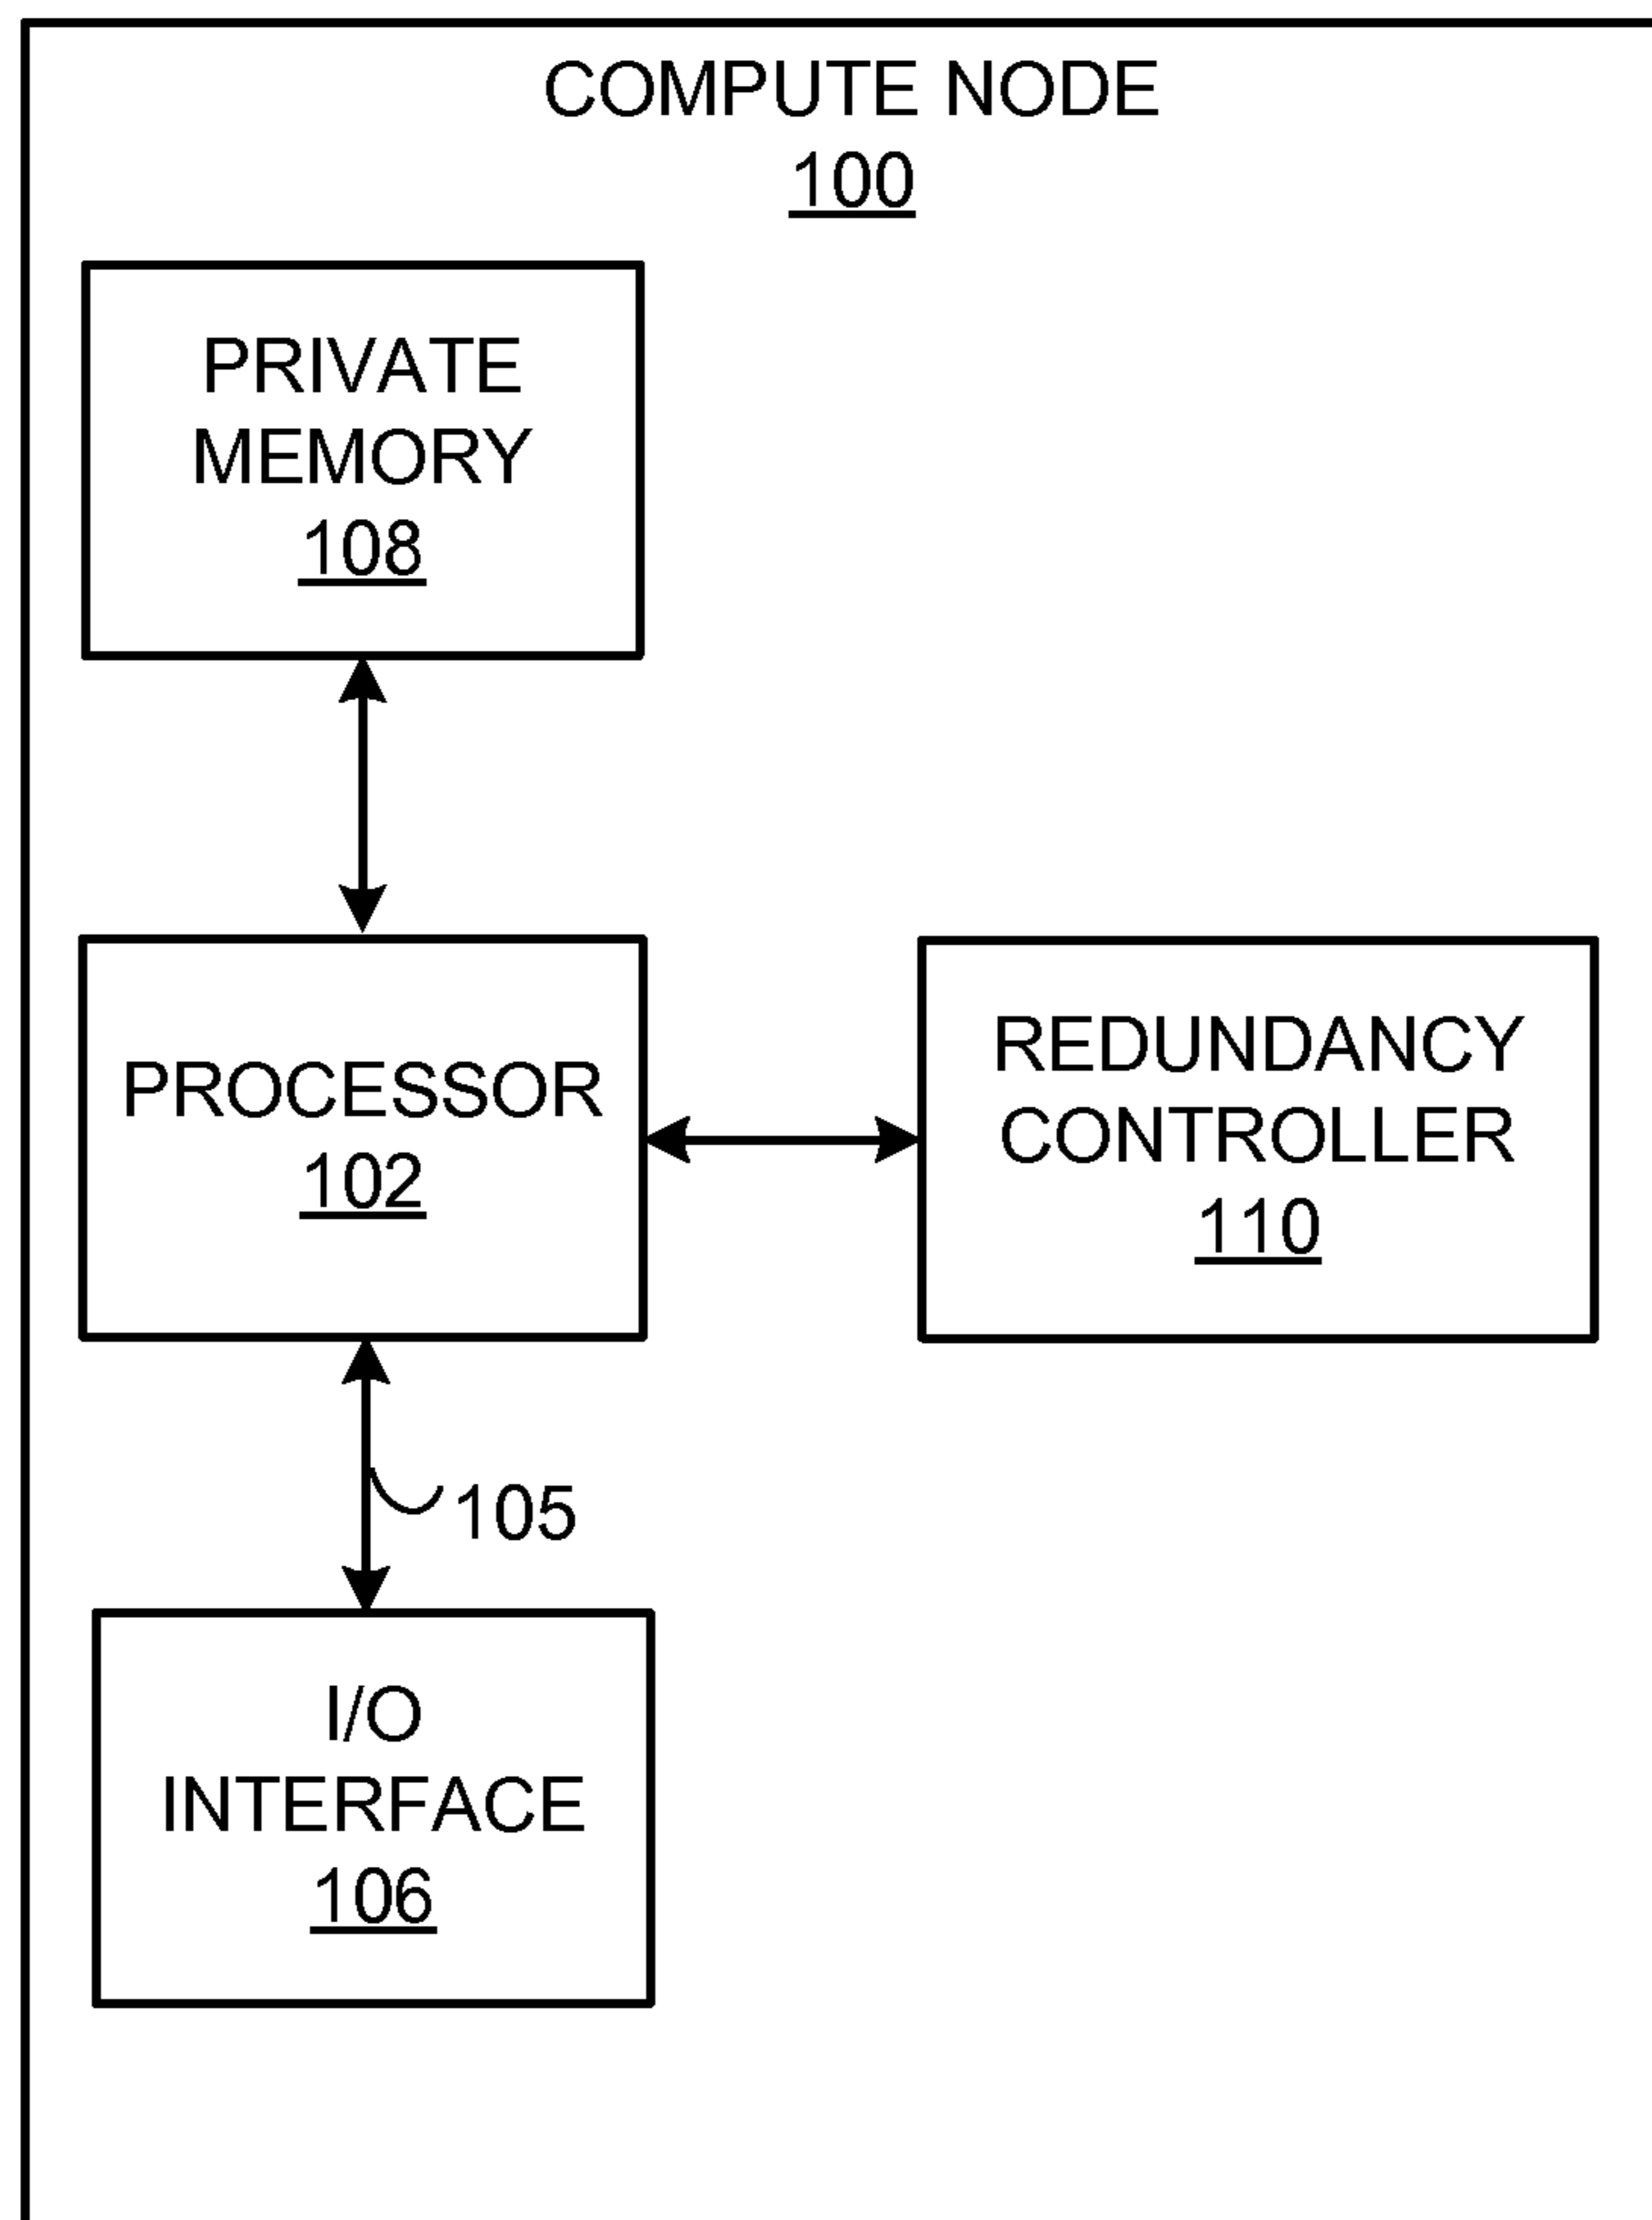 COMPUTE NODE
100
PRIVATE
MEMORY
108
PROCESSOR
102
REDUNDANCY
CONTROLLER
110
105
I/O
INTERFACE
106